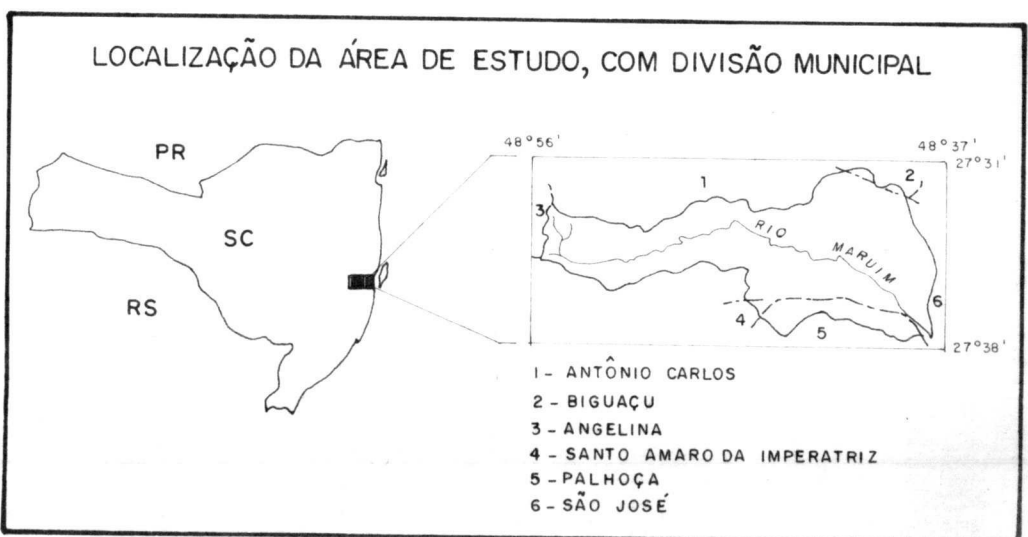 LOCALIZAÇÃO DA ÁREA DE ESTUDO, COM DIVISÃO MUNICIPAL
PR
SC
RS
48°56'
48°37'
27°31'
1
2
3
RIO MARUIM
4
5
6
27°38'
1- ANTÔNIO CARLOS
2 - BIGUAÇU
3 - ANGELINA
4 - SANTO AMARO DA IMPERATRIZ
5 - PALHOÇA
6 - SÃO JOSÉ